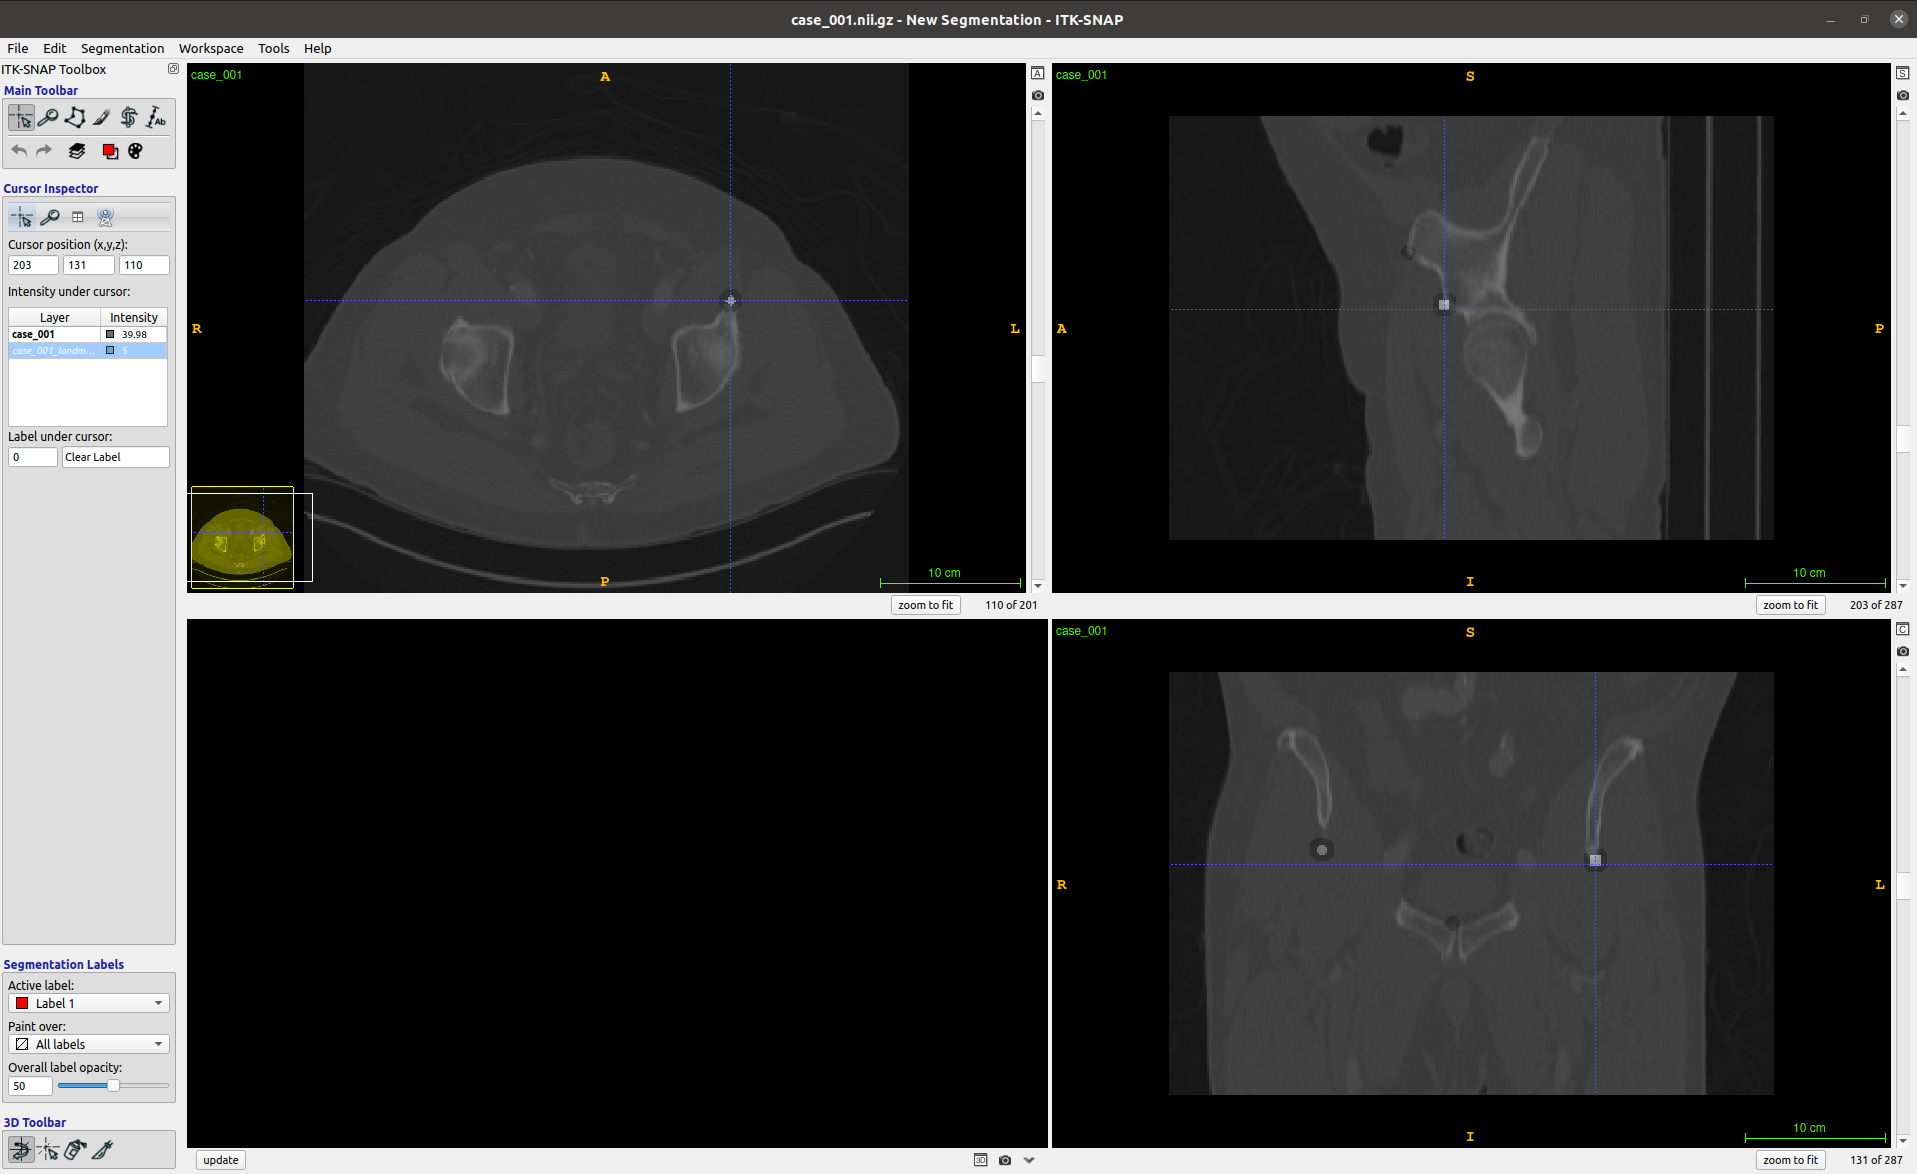 case_001.nii.gz - New Segmentation - ITK-SNAP
File Edit Segmentation Workspace Tools Help
ITK-SNAP Toolbox
Main Toolbar
Ab
Cursor Inspector
Cursor position (x,y,z):
203 131 110
Intensity under cursor:
Layer Intensity
case_001 39.98
case_001_landm... 5
Label under cursor:
0 Clear Label
Segmentation Labels
Active label:
Label 1
Paint over:
All labels
Overall label opacity:
50
3D Toolbar
case_001
A
R
L
P
10 cm
A
zoom to fit 110 of 201
case_001
S
A
P
I
10 cm
S
zoom to fit 203 of 287
update
3D
case_001
S
R
L
I
10 cm
C
zoom to fit 131 of 287